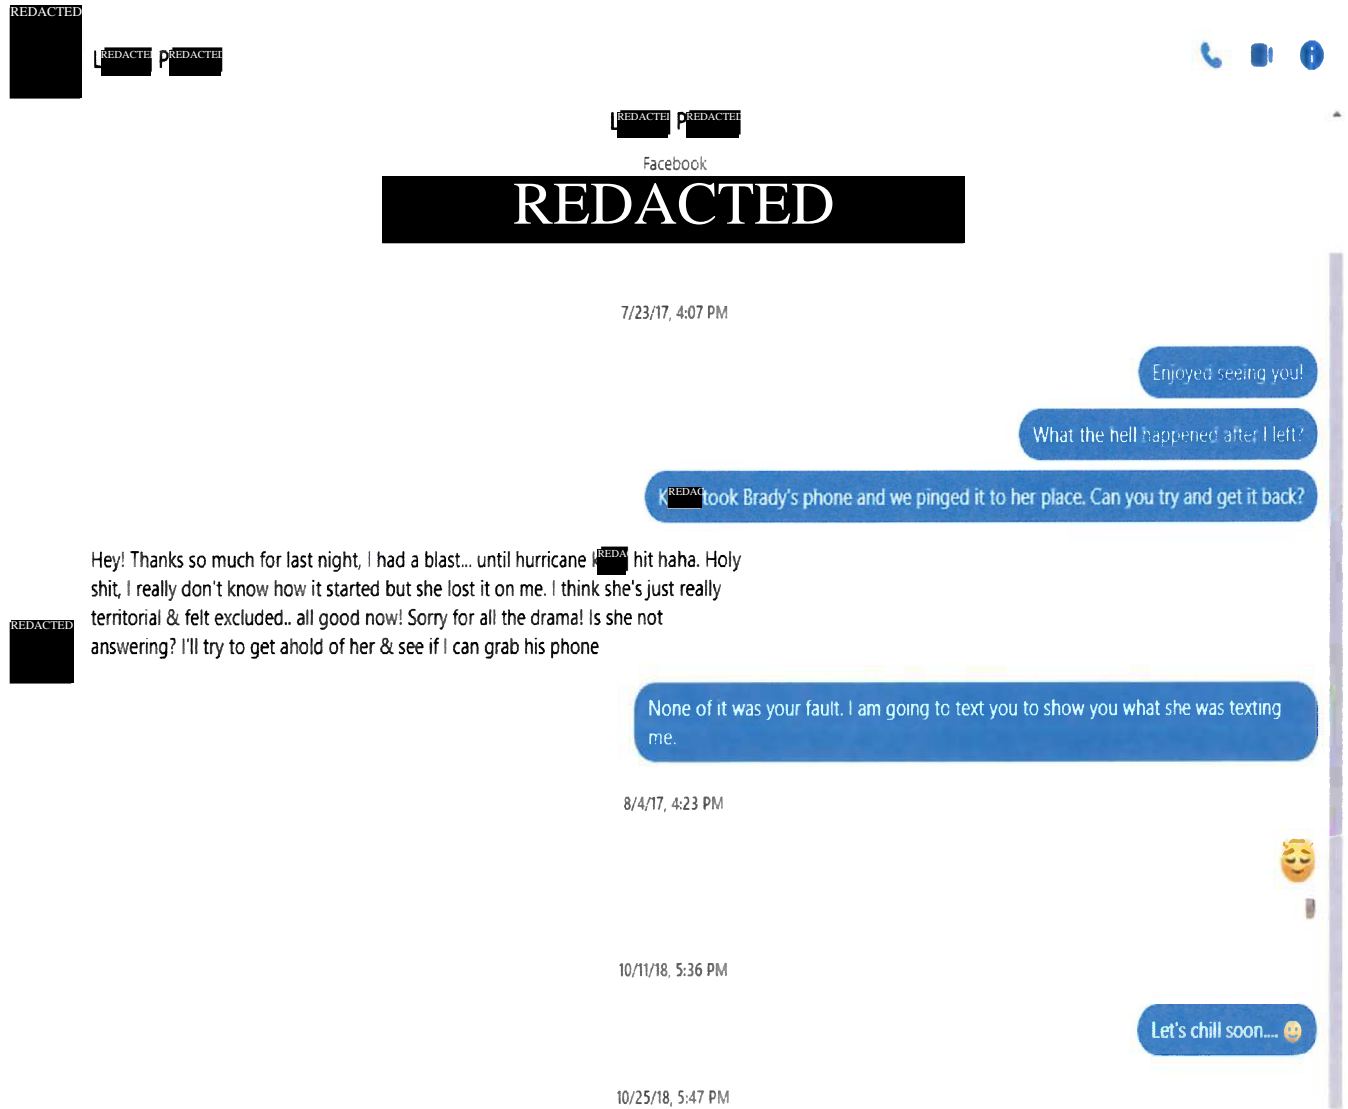 REDACTED
L REDACTED P REDACTED
L REDACTED P REDACTED
Facebook
REDACTED
7/23/17, 4:07 PM
Enjoyed seeing you!
What the hell happened after I left?
K REDAC took Brady's phone and we pinged it to her place. Can you try and get it back?
Hey! Thanks so much for last night, I had a blast... until hurricane k REDA hit haha. Holy
shit, I really don't know how it started but she lost it on me. I think she's just really
territorial & felt excluded.. all good now! Sorry for all the drama! Is she not
answering? I'll try to get ahold of her & see if I can grab his phone
REDACTED
None of it was your fault. I am going to text you to show you what she was texting
me.
8/4/17, 4:23 PM
10/11/18, 5:36 PM
Let's chill soon.... 🙂
10/25/18, 5:47 PM